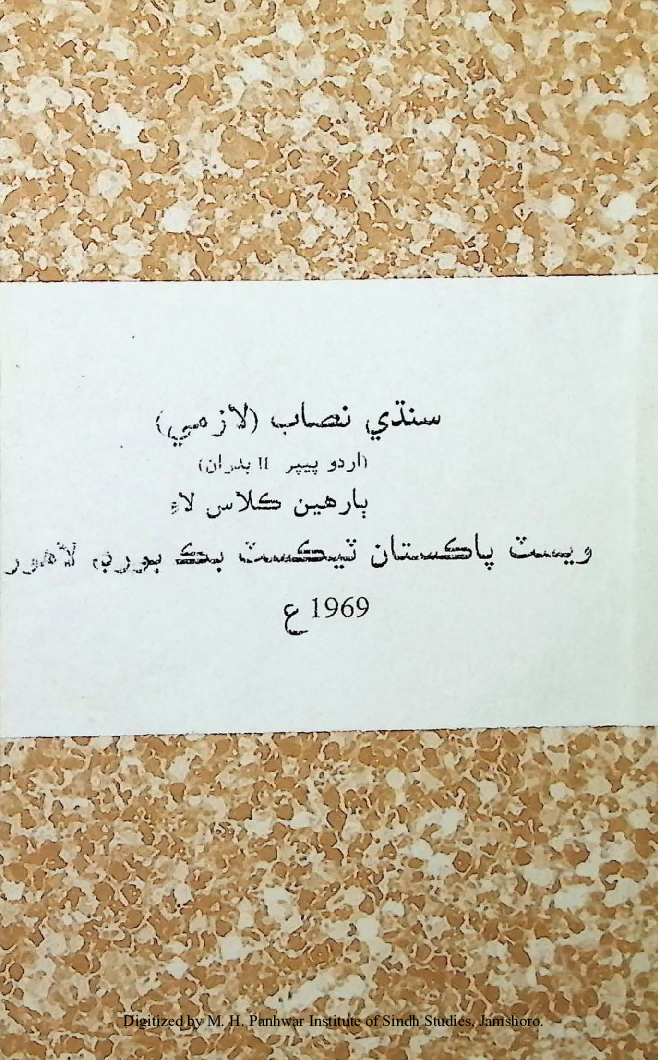 سنڌي نصاب (لازمي)
(اردو پيپر II بدران)
ٻارهين ڪلاس لاءِ
ويسٽ پاڪستان ٽيڪسٽ بڪ بورڊ، لاهور
1969 ع
Digitized by M. H. Panhwar Institute of Sindh Studies, Jamshoro.